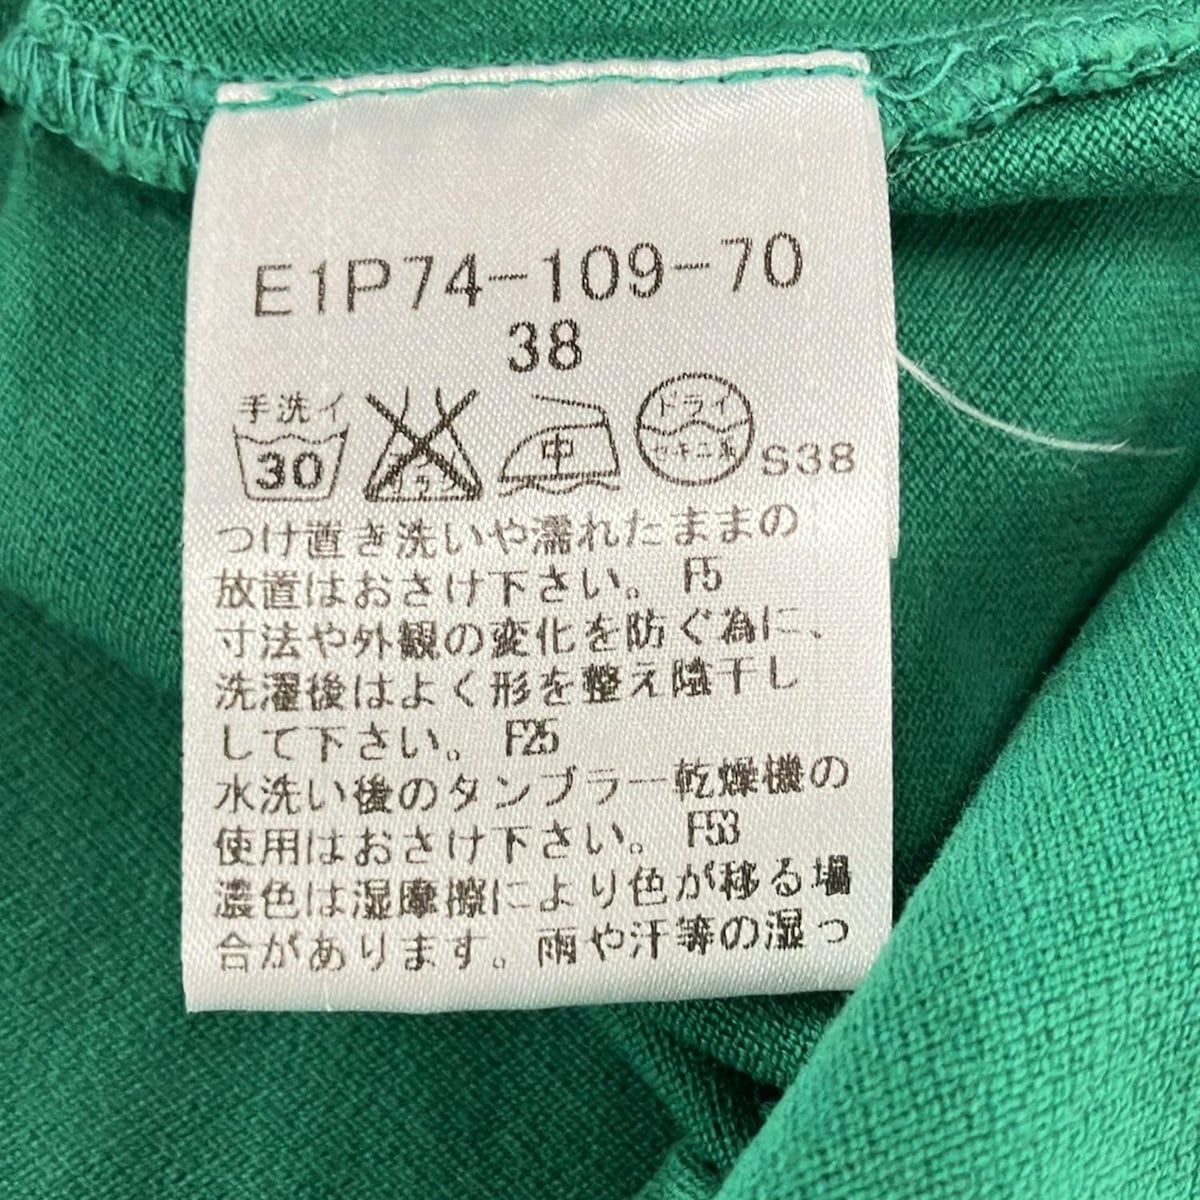 E1P74-109-70
38
手洗イ
30
エンソ
サラシ
中
ドライ
セキユ系
S38
つけ置き洗いや濡れたままの
放置はおさけ下さい。 F5
寸法や外観の変化を防ぐ為に、
洗濯後はよく形を整え陰干し
して下さい。 F25
水洗い後のタンブラー乾燥機の
使用はおさけ下さい。 F53
濃色は湿摩擦により色が移る場
合があります。雨や汗等の湿っ